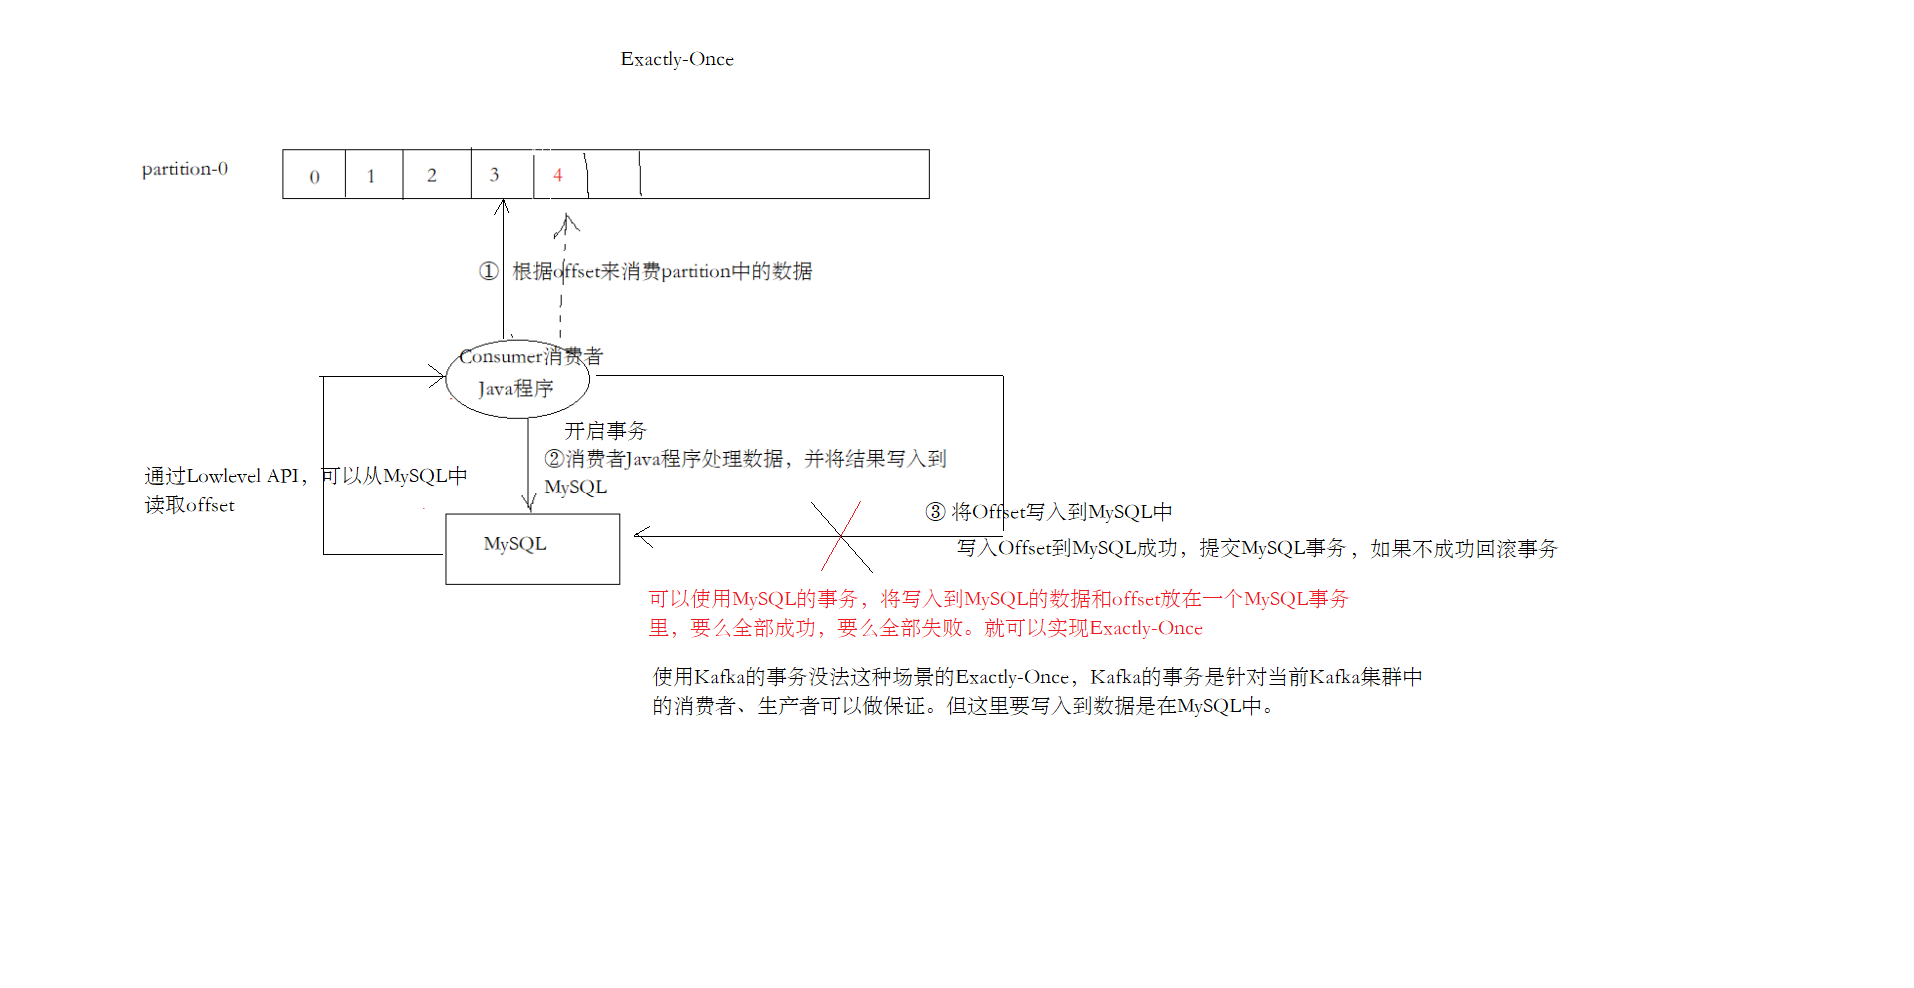 Exactly-Once
partition-0
0 1 2 3 4
① 根据offset来消费partition中的数据
Consumer消费者
Java程序
开启事务
②消费者Java程序处理数据，并将结果写入到
MySQL
通过Lowlevel API，可以从MySQL中
读取offset
MySQL
③ 将Offset写入到MySQL中
写入Offset到MySQL成功，提交MySQL事务，如果不成功回滚事务
可以使用MySQL的事务，将写入到MySQL的数据和offset放在一个MySQL事务
里，要么全部成功，要么全部失败。就可以实现Exactly-Once
使用Kafka的事务没法这种场景的Exactly-Once，Kafka的事务是针对当前Kafka集群中
的消费者、生产者可以做保证。但这里要写入到数据是在MySQL中。